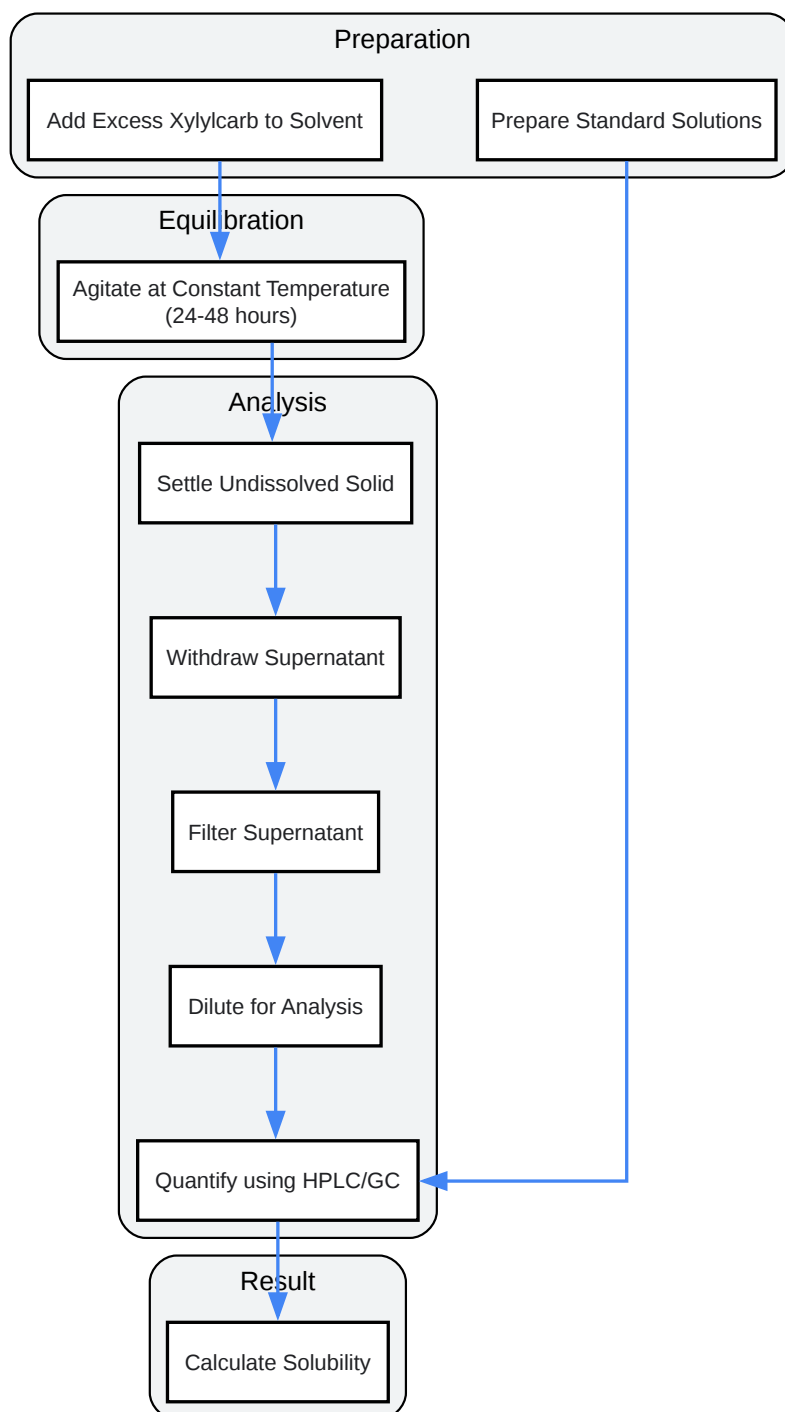 Preparation
Add Excess Xylylcarb to Solvent
Prepare Standard Solutions
Equilibration
Agitate at Constant Temperature
(24-48 hours)
Analysis
Settle Undissolved Solid
Withdraw Supernatant
Filter Supernatant
Dilute for Analysis
Quantify using HPLC/GC
Result
Calculate Solubility